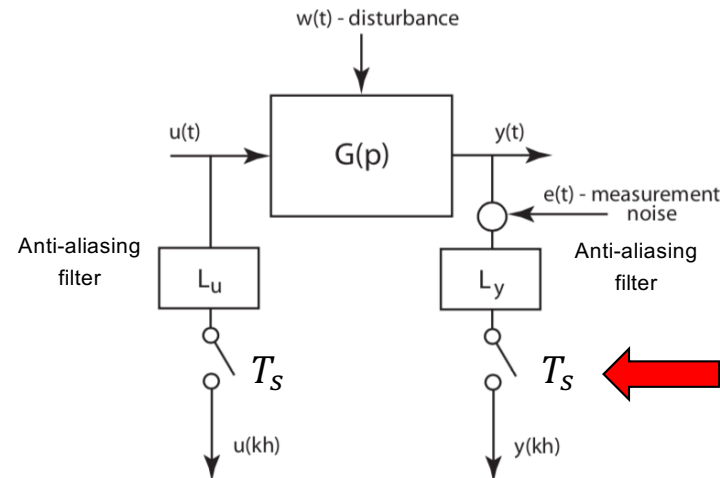 w(t) - disturbance
u(t)
G(p)
y(t)
e(t) - measurement
noise
Anti-aliasing
filter
L_u
L_y
Anti-aliasing
filter
T_s
T_s
u(kh)
y(kh)